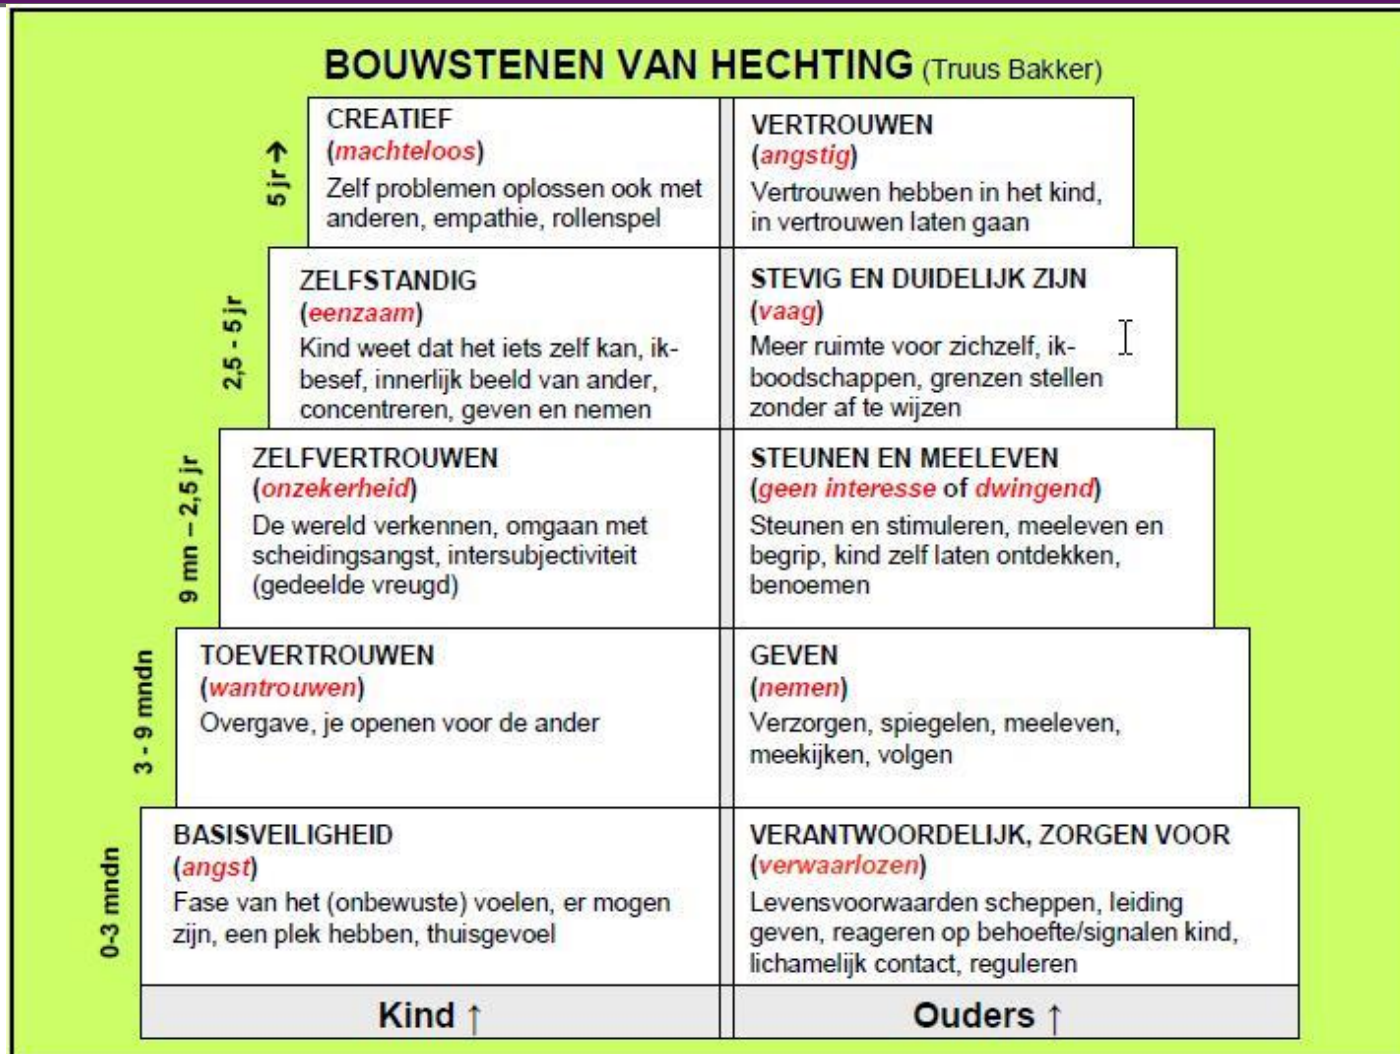 BOUWSTENEN VAN HECHTING (Truus Bakker)
5 jr →
CREATIEF
(machteloos)
Zelf problemen oplossen ook met
anderen, empathie, rollenspel
VERTROUWEN
(angstig)
Vertrouwen hebben in het kind,
in vertrouwen laten gaan
2,5 - 5 jr
ZELFSTANDIG
(eenzaam)
Kind weet dat het iets zelf kan, ik-
besef, innerlijk beeld van ander,
concentreren, geven en nemen
STEVIG EN DUIDELIJK ZIJN
(vaag)
Meer ruimte voor zichzelf, ik-
boodschappen, grenzen stellen
zonder af te wijzen
9 mn – 2,5 jr
ZELFVERTROUWEN
(onzekerheid)
De wereld verkennen, omgaan met
scheidingsangst, intersubjectiviteit
(gedeelde vreugd)
STEUNEN EN MEELEVEN
(geen interesse of dwingend)
Steunen en stimuleren, meeleven en
begrip, kind zelf laten ontdekken,
benoemen
3 - 9 mndn
TOEVERTROUWEN
(wantrouwen)
Overgave, je openen voor de ander
GEVEN
(nemen)
Verzorgen, spiegelen, meeleven,
meekijken, volgen
0-3 mndn
BASISVEILIGHEID
(angst)
Fase van het (onbewuste) voelen, er mogen
zijn, een plek hebben, thuisgevoel
VERANTWOORDELIJK, ZORGEN VOOR
(verwaarlozen)
Levensvoorwaarden scheppen, leiding
geven, reageren op behoefte/signalen kind,
lichamelijk contact, reguleren
Kind ↑
Ouders ↑